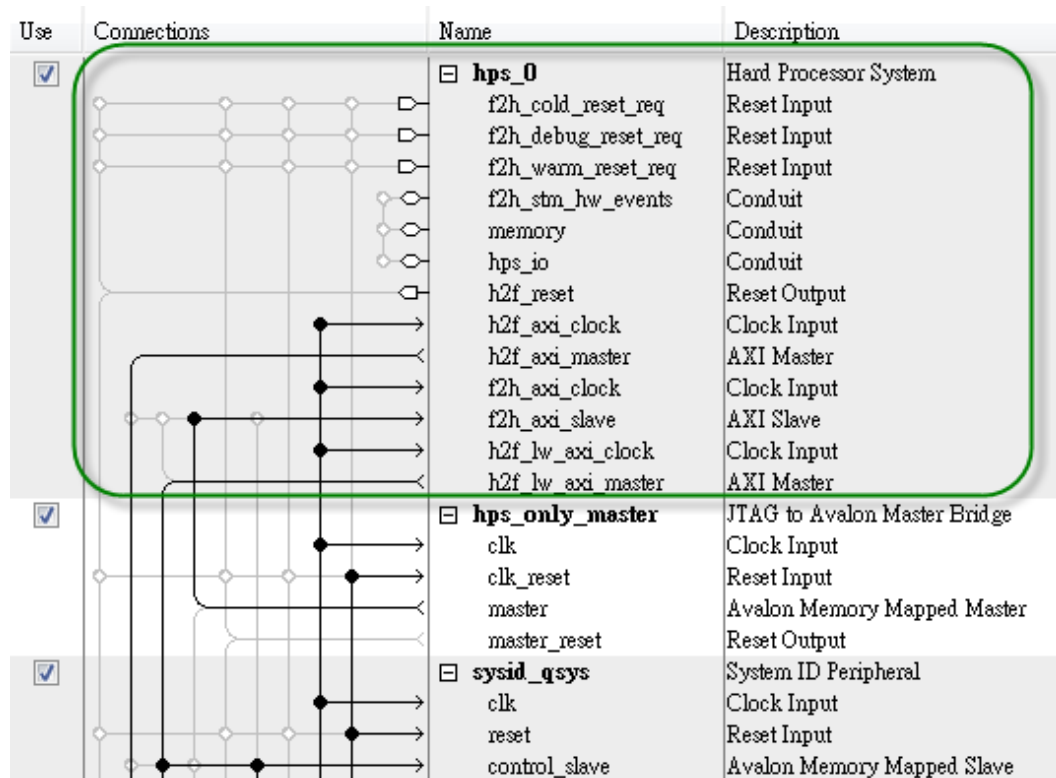 Use Connections Name Description
hps_0 Hard Processor System
f2h_cold_reset_req Reset Input
f2h_debug_reset_req Reset Input
f2h_warm_reset_req Reset Input
f2h_stm_hw_events Conduit
memory Conduit
hps_io Conduit
h2f_reset Reset Output
h2f_axi_clock Clock Input
h2f_axi_master AXI Master
f2h_axi_clock Clock Input
f2h_axi_slave AXI Slave
h2f_lw_axi_clock Clock Input
h2f_lw_axi_master AXI Master
hps_only_master JTAG to Avalon Master Bridge
clk Clock Input
clk_reset Reset Input
master Avalon Memory Mapped Master
master_reset Reset Output
sysid_qsys System ID Peripheral
clk Clock Input
reset Reset Input
control_slave Avalon Memory Mapped Slave